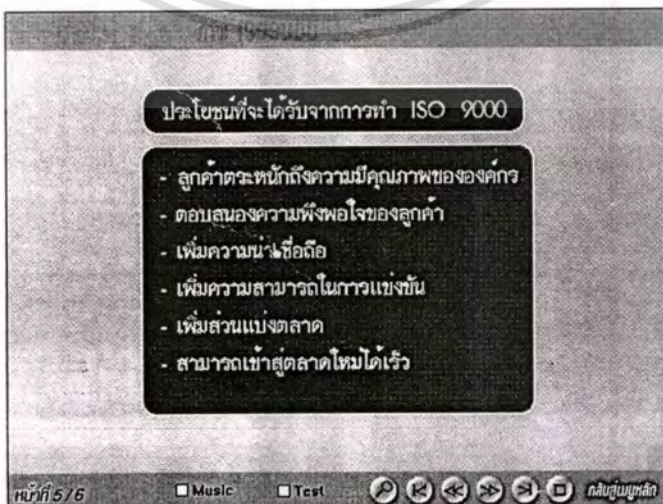 ประโยชน์ที่จะได้รับจากการทำ ISO 9000
- ลูกค้าตระหนักถึงความมีคุณภาพขององค์กร
- ตอบสนองความพึงพอใจของลูกค้า
- เพิ่มความน่าเชื่อถือ
- เพิ่มความสามารถในการแข่งขัน
- เพิ่มส่วนแบ่งตลาด
- สามารถเข้าสู่ตลาดใหม่ได้เร็ว
หน้าที่ 5/6 Music Test กลับสู่เมนูหลัก